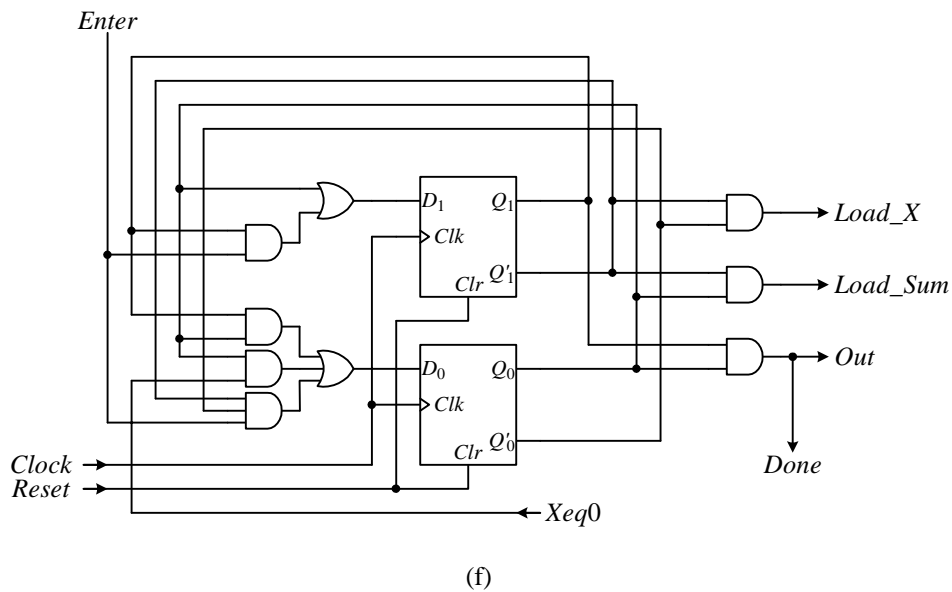 Enter
D1 Q1
Clk
Q'1
Clr
Load_X
Load_Sum
D0 Q0
Clk
Q'0
Clr
Out
Done
Clock
Reset
Xeq0
(f)